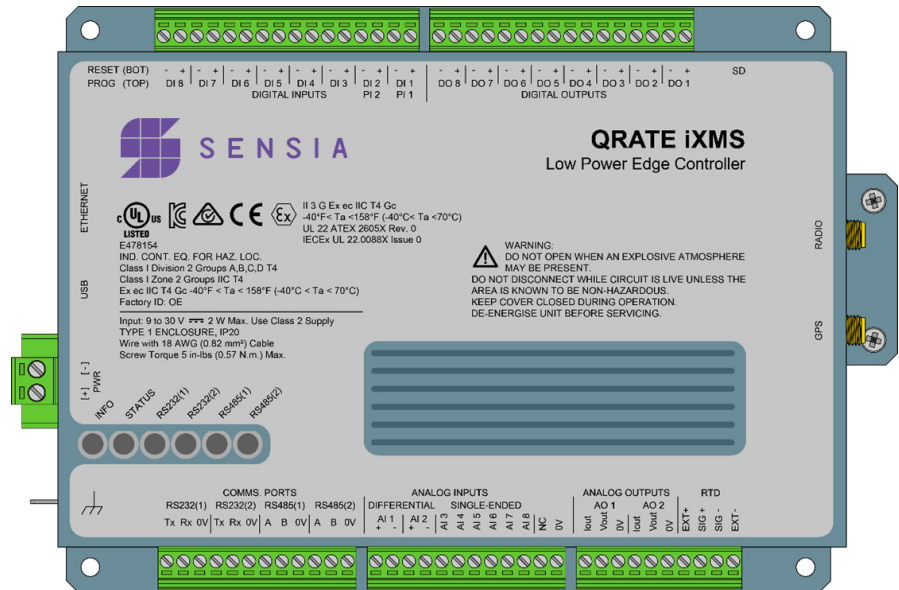 RESET (BOT) - + - + - + - + - + - + - + - + - + - + - + - + - + - + - + - + SD
PROG (TOP) DI 8 DI 7 DI 6 DI 5 DI 4 DI 3 DI 2 DI 1 DO 8 DO 7 DO 6 DO 5 DO 4 DO 3 DO 2 DO 1
DIGITAL INPUTS PI 2 PI 1 DIGITAL OUTPUTS
SENSIA
QRATE iXMS
Low Power Edge Controller
ETHERNET
USB
[+] [-]
PWR
RADIO
GPS
C UL US
LISTED
CE
Ex
II 3 G Ex ec IIC T4 Gc
-40°F< Ta <158°F (-40°C< Ta <70°C)
UL 22 ATEX 2605X Rev. 0
IECEx UL 22.0088X Issue 0
E478154
IND. CONT. EQ. FOR HAZ. LOC.
Class I Division 2 Groups A,B,C,D T4
Class I Zone 2 Groups IIC T4
Ex ec IIC T4 Gc -40°F < Ta < 158°F (-40°C < Ta < 70°C)
Factory ID: OE
Input: 9 to 30 V 2 W Max. Use Class 2 Supply
TYPE 1 ENCLOSURE, IP20
Wire with 18 AWG (0.82 mm²) Cable
Screw Torque 5 in-lbs (0.57 N.m.) Max.
WARNING:
DO NOT OPEN WHEN AN EXPLOSIVE ATMOSPHERE
MAY BE PRESENT.
DO NOT DISCONNECT WHILE CIRCUIT IS LIVE UNLESS THE
AREA IS KNOWN TO BE NON-HAZARDOUS.
KEEP COVER CLOSED DURING OPERATION.
DE-ENERGISE UNIT BEFORE SERVICING.
INFO
STATUS
RS232(1)
RS232(2)
RS485(1)
RS485(2)
COMMS. PORTS
RS232(1) RS232(2) RS485(1) RS485(2)
Tx Rx 0V Tx Rx 0V A B 0V A B 0V
ANALOG INPUTS
DIFFERENTIAL SINGLE-ENDED
AI 1 AI 2 AI 3 AI 4 AI 5 AI 6 AI 7 AI 8 NC 0V
+ - + -
ANALOG OUTPUTS
AO 1 AO 2
Iout Vout 0V Iout Vout 0V
RTD
EXT+ SIG + SIG - EXT-